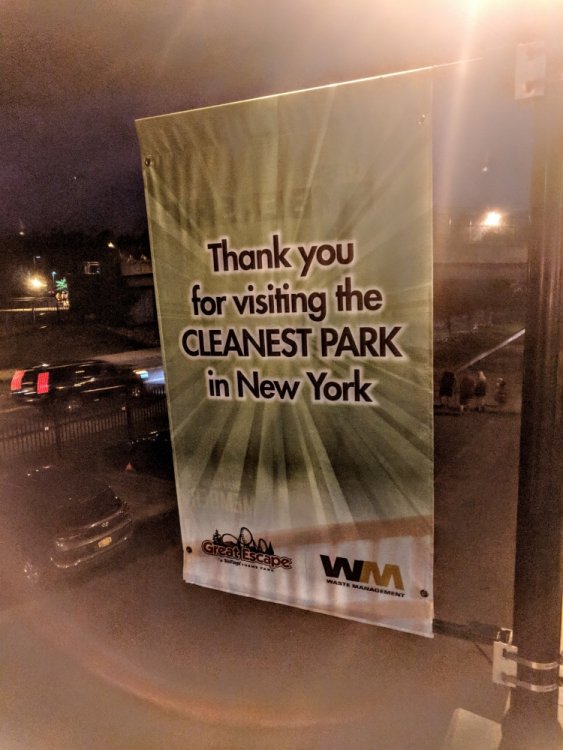 Thank you
for visiting the
CLEANEST PARK
in New York
Great Escape
WM
WASTE MANAGEMENT